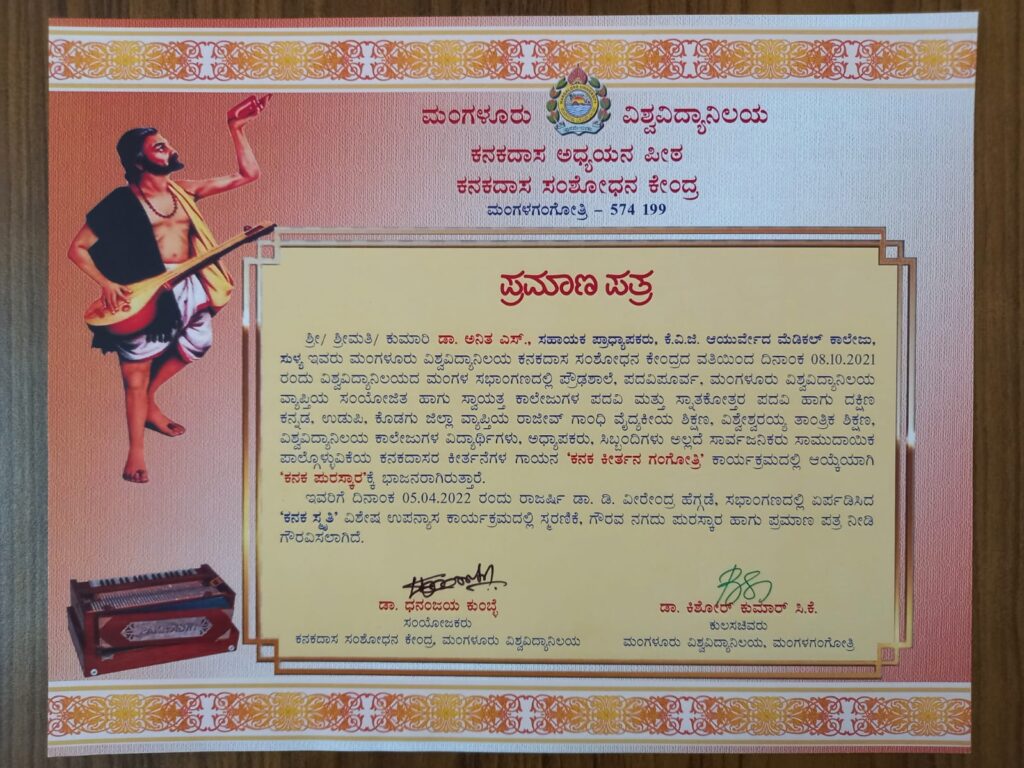 ಮಂಗಳೂರು ವಿಶ್ವವಿದ್ಯಾನಿಲಯ
ಕನಕದಾಸ ಅಧ್ಯಯನ ಪೀಠ
ಕನಕದಾಸ ಸಂಶೋಧನ ಕೇಂದ್ರ
ಮಂಗಳಗಂಗೋತ್ರಿ – 574 199
ಪ್ರಮಾಣ ಪತ್ರ
ಶ್ರೀ/ ಶ್ರೀಮತಿ/ ಕುಮಾರಿ ಡಾ. ಅನಿತ ಎಸ್., ಸಹಾಯಕ ಪ್ರಾಧ್ಯಾಪಕರು, ಕೆ.ವಿ.ಜಿ. ಆಯುರ್ವೇದ ಮೆಡಿಕಲ್ ಕಾಲೇಜು,
ಸುಳ್ಯ ಇವರು ಮಂಗಳೂರು ವಿಶ್ವವಿದ್ಯಾನಿಲಯ ಕನಕದಾಸ ಸಂಶೋಧನ ಕೇಂದ್ರದ ವತಿಯಿಂದ ದಿನಾಂಕ 08.10.2021
ರಂದು ವಿಶ್ವವಿದ್ಯಾನಿಲಯದ ಮಂಗಳ ಸಭಾಂಗಣದಲ್ಲಿ ಪ್ರೌಢಶಾಲೆ, ಪದವಿಪೂರ್ವ, ಮಂಗಳೂರು ವಿಶ್ವವಿದ್ಯಾನಿಲಯ
ವ್ಯಾಪ್ತಿಯ ಸಂಯೋಜಿತ ಹಾಗು ಸ್ವಾಯತ್ತ ಕಾಲೇಜುಗಳ ಪದವಿ ಮತ್ತು ಸ್ನಾತಕೋತ್ತರ ಪದವಿ ಹಾಗು ದಕ್ಷಿಣ
ಕನ್ನಡ, ಉಡುಪಿ, ಕೊಡಗು ಜಿಲ್ಲಾ ವ್ಯಾಪ್ತಿಯ ರಾಜೀವ್ ಗಾಂಧಿ ವೈದ್ಯಕೀಯ ಶಿಕ್ಷಣ, ವಿಶ್ವೇಶ್ವರಯ್ಯ ತಾಂತ್ರಿಕ ಶಿಕ್ಷಣ,
ವಿಶ್ವವಿದ್ಯಾನಿಲಯ ಕಾಲೇಜುಗಳ ವಿದ್ಯಾರ್ಥಿಗಳು, ಅಧ್ಯಾಪಕರು, ಸಿಬ್ಬಂದಿಗಳು ಅಲ್ಲದೆ ಸಾರ್ವಜನಿಕರು ಸಾಮುದಾಯಿಕ
ಪಾಲ್ಗೊಳ್ಳುವಿಕೆಯ ಕನಕದಾಸರ ಕೀರ್ತನೆಗಳ ಗಾಯನ ‘ಕನಕ ಕೀರ್ತನ ಗಂಗೋತ್ರಿ’ ಕಾರ್ಯಕ್ರಮದಲ್ಲಿ ಆಯ್ಕೆಯಾಗಿ
‘ಕನಕ ಪುರಸ್ಕಾರ’ಕ್ಕೆ ಭಾಜನರಾಗಿರುತ್ತಾರೆ.
ಇವರಿಗೆ ದಿನಾಂಕ 05.04.2022 ರಂದು ರಾಜರ್ಷಿ ಡಾ. ಡಿ. ವೀರೇಂದ್ರ ಹೆಗ್ಗಡೆ, ಸಭಾಂಗಣದಲ್ಲಿ ಏರ್ಪಡಿಸಿದ
‘ಕನಕ ಸ್ಮೃತಿ’ ವಿಶೇಷ ಉಪನ್ಯಾಸ ಕಾರ್ಯಕ್ರಮದಲ್ಲಿ ಸ್ಮರಣಿಕೆ, ಗೌರವ ನಗದು ಪುರಸ್ಕಾರ ಹಾಗು ಪ್ರಮಾಣ ಪತ್ರ ನೀಡಿ
ಗೌರವಿಸಲಾಗಿದೆ.
ಡಾ. ಧನಂಜಯ ಕುಂಬ್ಳೆ
ಸಂಯೋಜಕರು
ಕನಕದಾಸ ಸಂಶೋಧನ ಕೇಂದ್ರ, ಮಂಗಳೂರು ವಿಶ್ವವಿದ್ಯಾನಿಲಯ
ಡಾ. ಕಿಶೋರ್ ಕುಮಾರ್ ಸಿ.ಕೆ.
ಕುಲಸಚಿವರು
ಮಂಗಳೂರು ವಿಶ್ವವಿದ್ಯಾನಿಲಯ, ಮಂಗಳಗಂಗೋತ್ರಿ